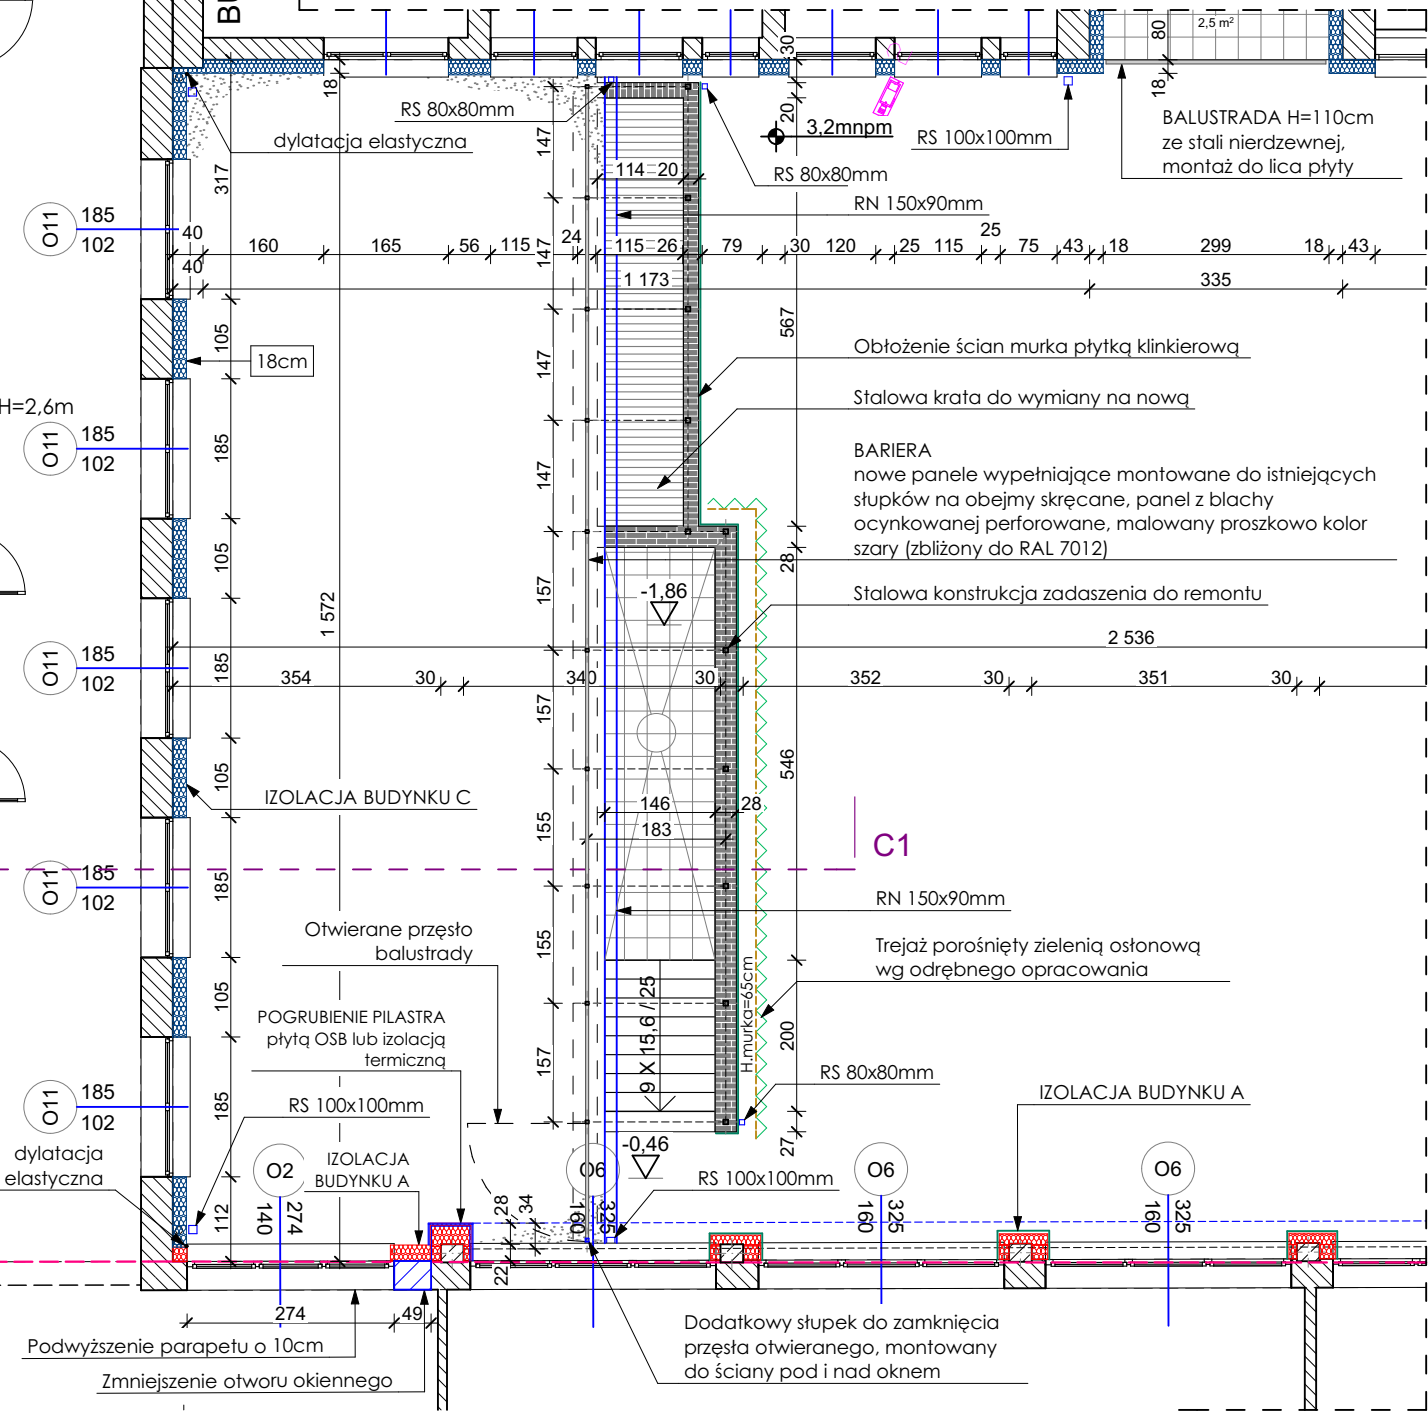 2,5 m²
80
30
18
18
RS 80x80mm
dylatacja elastyczna
20
3,2mnpm
RS 100x100mm
BALUSTRADA H=110cm
ze stali nierdzewnej,
montaż do lica płyty
RS 80x80mm
RN 150x90mm
147
317
114 20
O11 185
102
40 160 165 56 115 24 115 26 79 30 120 25 115 25 75 43 18 299 18 43
40 1 173 335
147
567
105
18cm
147
Obłożenie ścian murka płytką klinkierową
Stalowa krata do wymiany na nową
H=2,6m
O11 185
102
185
147
BARIERA
nowe panele wypełniające montowane do istniejących
słupków na obejmy skręcane, panel z blachy
ocynkowanej perforowane, malowany proszkowo kolor
szary (zbliżony do RAL 7012)
105
28
157
-1,86
Stalowa konstrukcja zadaszenia do remontu
1 572
2 536
O11 185
102
185
354 30 340 30 352 30 351 30
157
546
105
IZOLACJA BUDYNKU C
146 28
183
155
C1
O11 185
102
185
RN 150x90mm
Otwierane przęsło
balustrady
155
Trejaż porośnięty zielenią osłonową
wg odrębnego opracowania
105
9 X 15,6 / 25
H.murka=65cm
200
POGRUBIENIE PILASTRA
płytą OSB lub izolacją
termiczną
157
RS 80x80mm
O11 185
102
185
RS 100x100mm
IZOLACJA BUDYNKU A
27
-0,46
dylatacja
elastyczna
O2
274
140
IZOLACJA
BUDYNKU A
O6
325
160
RS 100x100mm
O6
325
160
O6
325
160
112
28 34
22
274 49
Podwyższenie parapetu o 10cm
Zmniejszenie otworu okiennego
Dodatkowy słupek do zamknięcia
przęsła otwieranego, montowany
do ściany pod i nad oknem